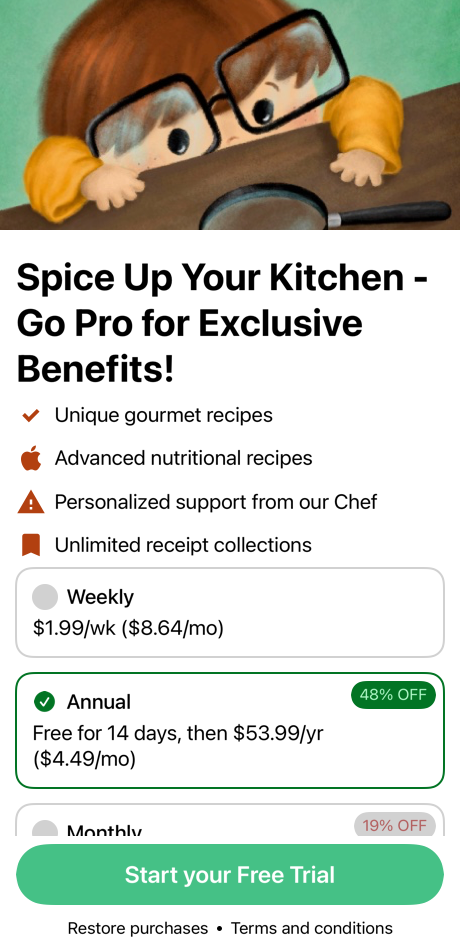 Spice Up Your Kitchen -
Go Pro for Exclusive
Benefits!
Unique gourmet recipes
Advanced nutritional recipes
Personalized support from our Chef
Unlimited receipt collections
Weekly
$1.99/wk ($8.64/mo)
48% OFF
Annual
Free for 14 days, then $53.99/yr
($4.49/mo)
19% OFF
Monthly
Start your Free Trial
Restore purchases • Terms and conditions